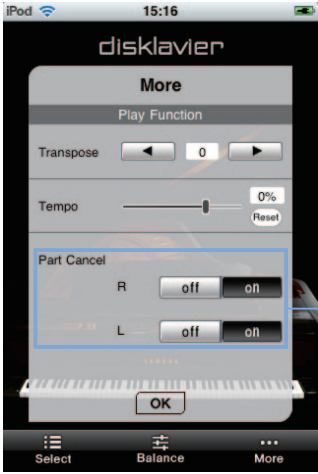 iPod 15:16
disklavier
More
Play Function
Transpose 0
Tempo 0%
Reset
Part Cancel
R off on
L off on
YAMAHA
OK
Select Balance More